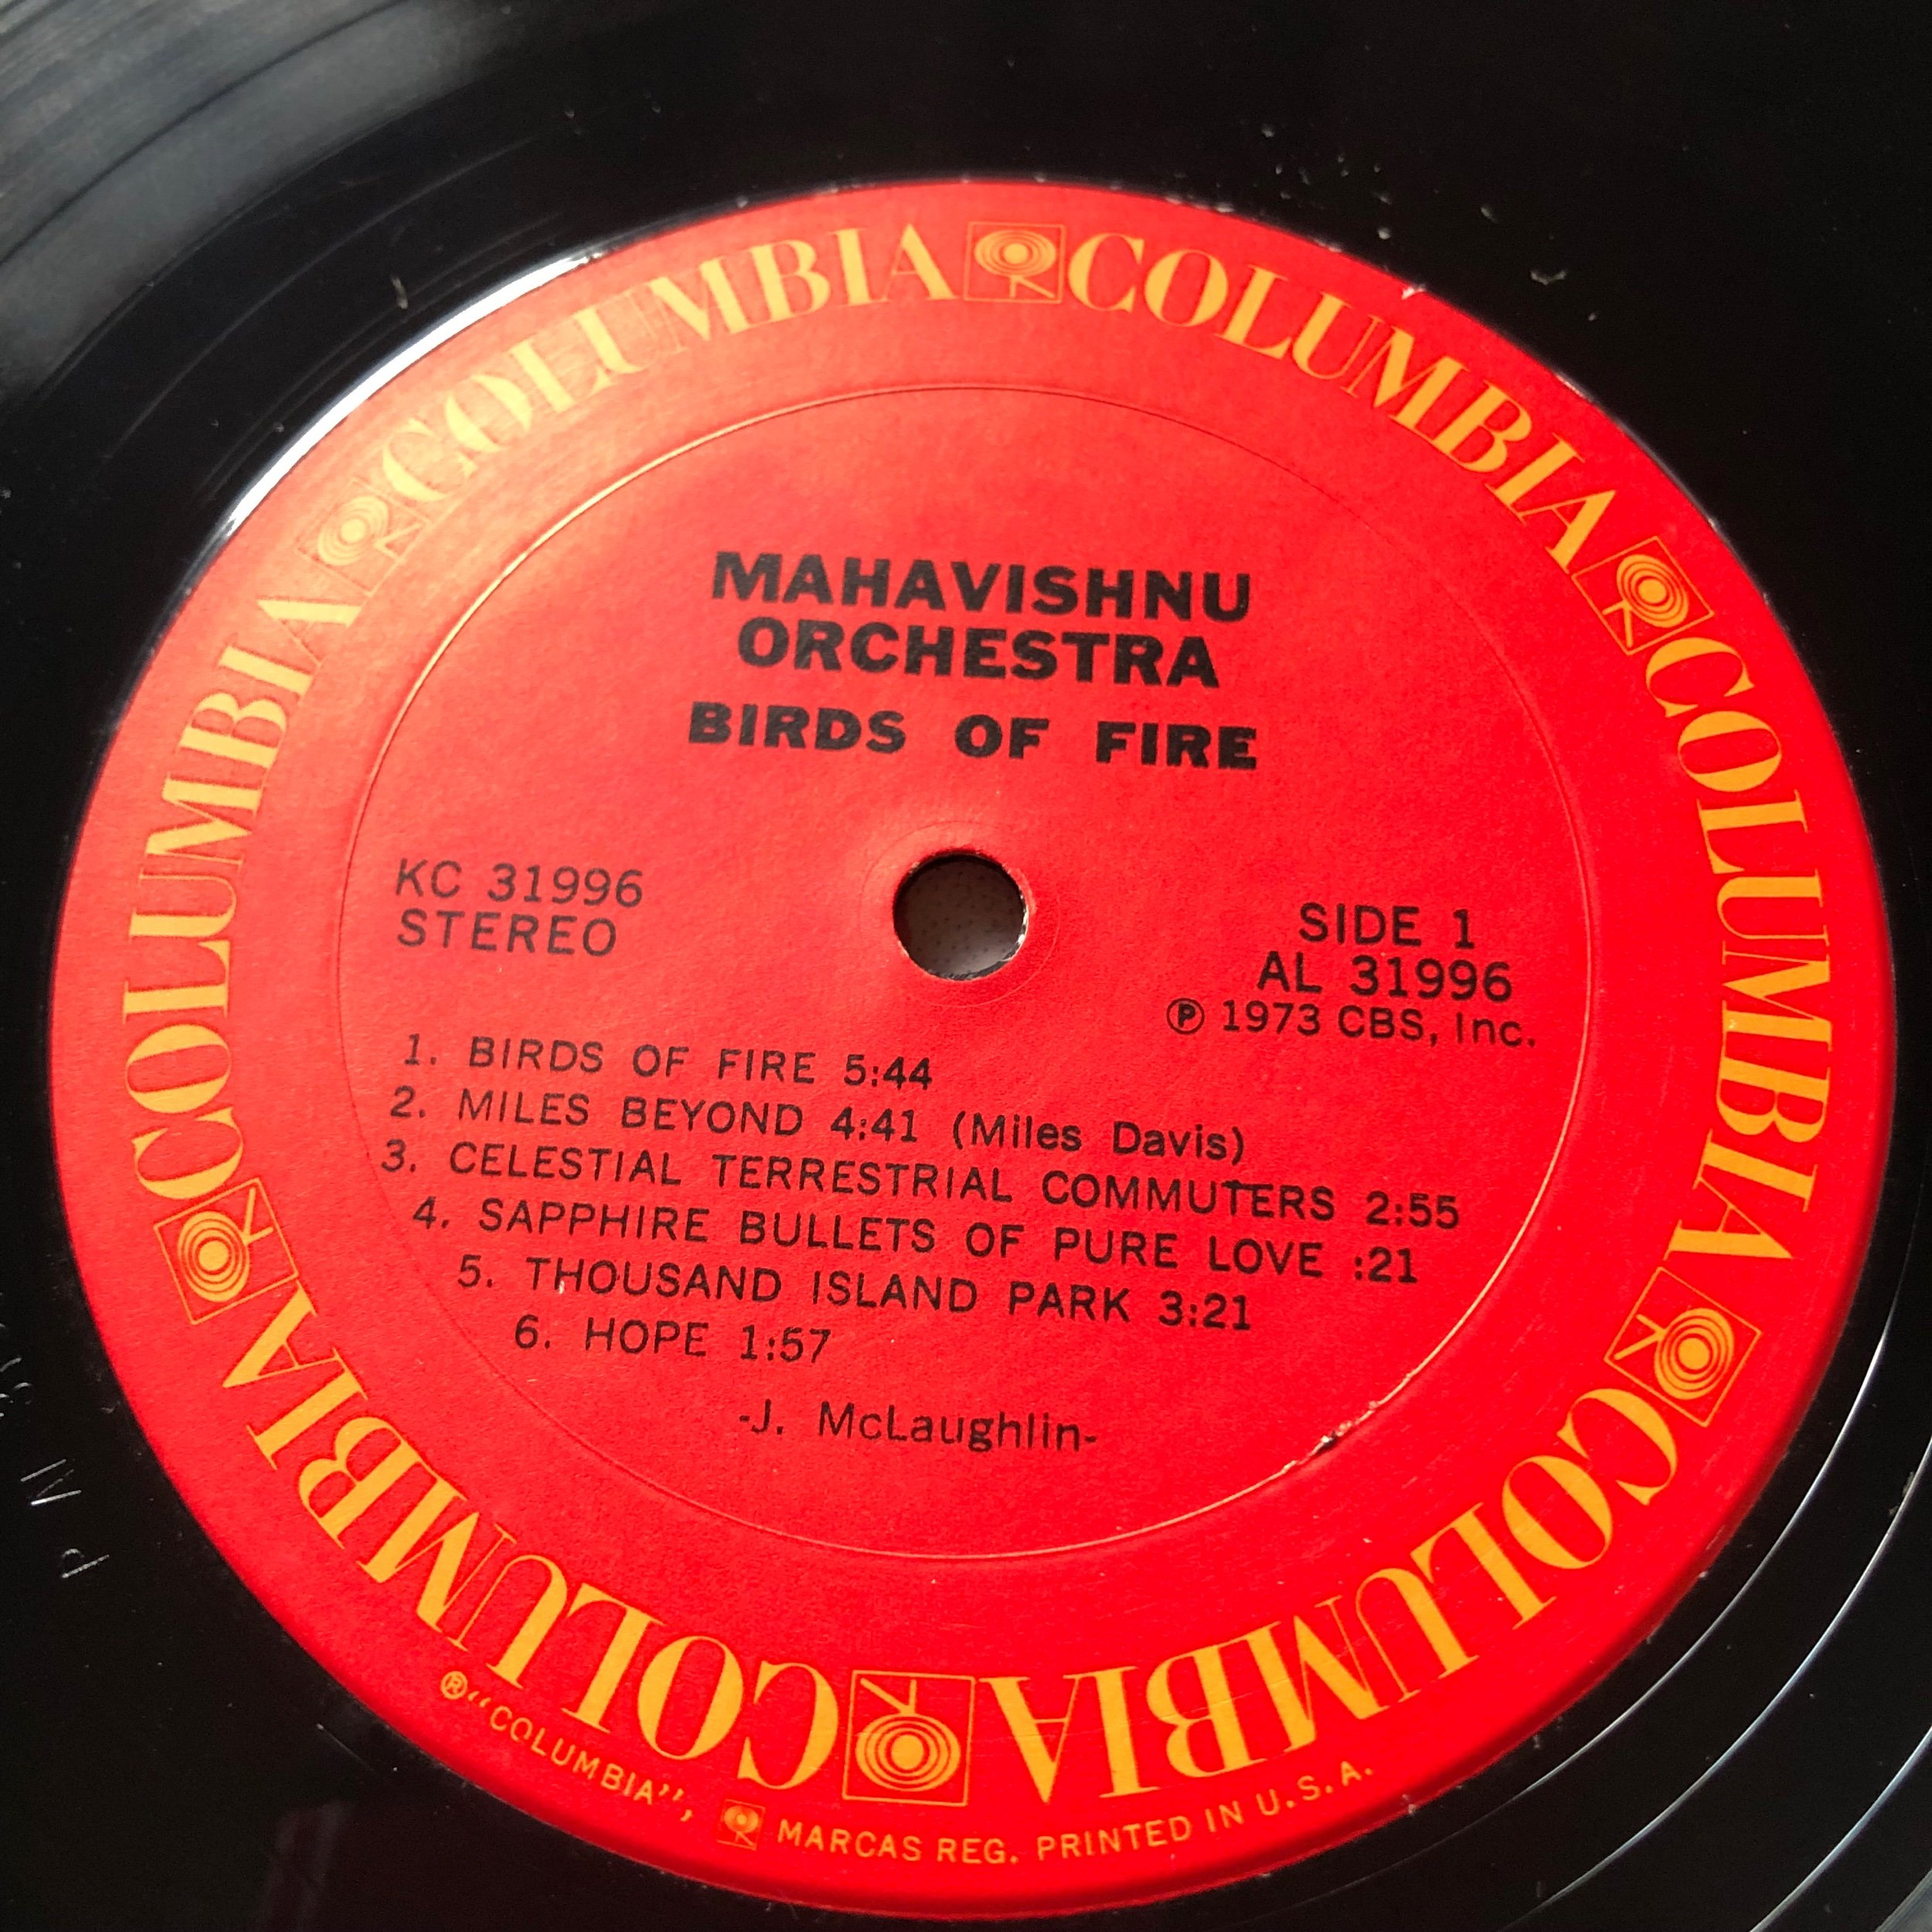 COLUMBIA COLUMBIA COLUMBIA COLUMBIA COLUMBIA COLUMBIA COLUMBIA
MAHAVISHNU
ORCHESTRA
BIRDS OF FIRE
KC 31996
STEREO
SIDE 1
AL 31996
Ⓟ 1973 CBS, Inc.
1. BIRDS OF FIRE 5:44
2. MILES BEYOND 4:41 (Miles Davis)
3. CELESTIAL TERRESTRIAL COMMUTERS 2:55
4. SAPPHIRE BULLETS OF PURE LOVE :21
5. THOUSAND ISLAND PARK 3:21
6. HOPE 1:57
-J. McLaughlin-
® "COLUMBIA", MARCAS REG. PRINTED IN U.S.A.